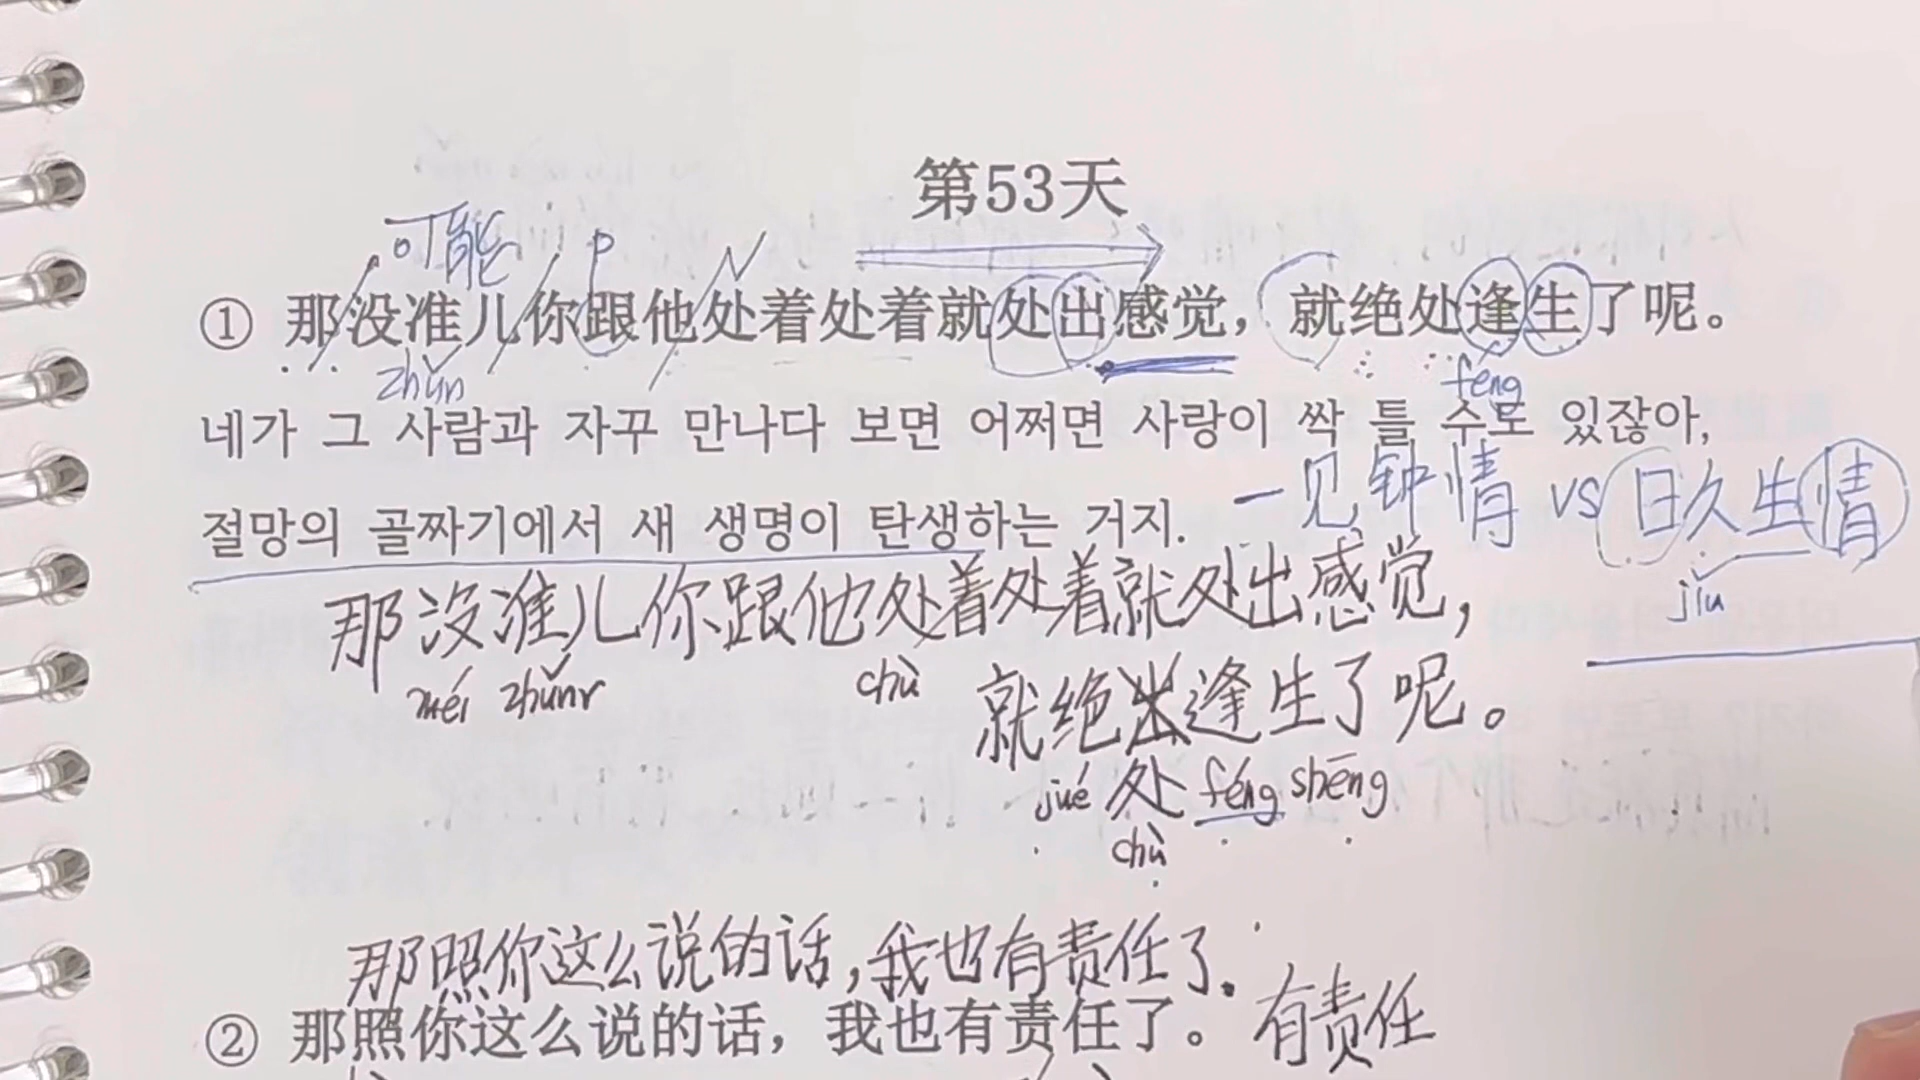 第53天
可能 P N
① 那没准儿你跟他处着处着就处出感觉，就绝处逢生了呢。
zhǔn féng
네가 그 사람과 자꾸 만나다 보면 어쩌면 사랑이 싹 틀 수도 있잖아,
一见钟情 VS 日久生情
절망의 골짜기에서 새 생명이 탄생하는 거지.
jiǔ
那没准儿你跟他处着处着就处出感觉,
méi zhǔnr chù
就绝出逢生了呢。
jué 处 féng shēng
chù
那照你这么说的话,我也有责任了.
② 那照你这么说的话，我也有责任了。 有责任